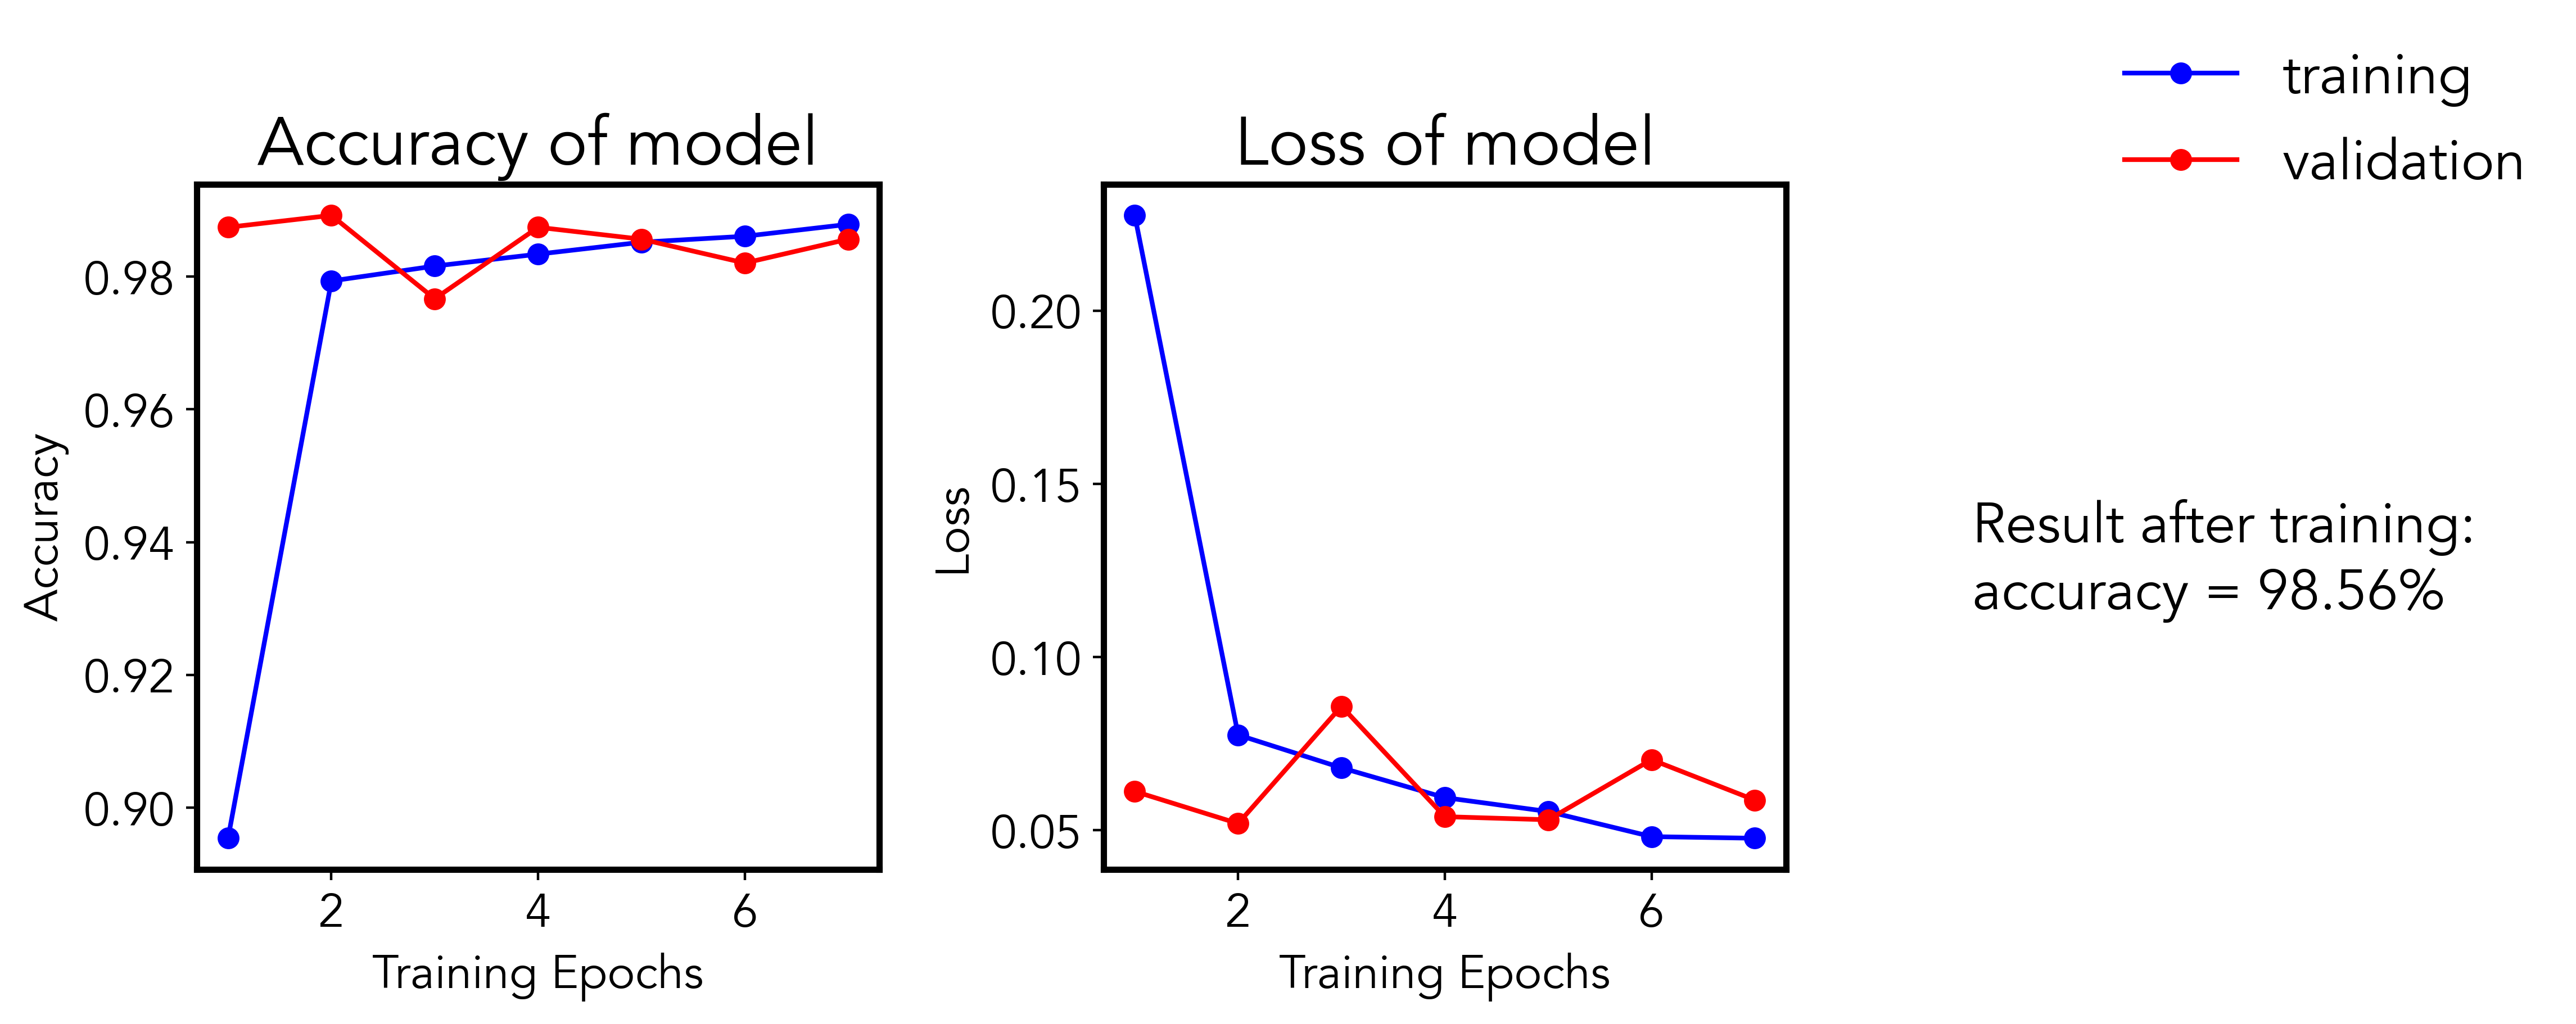 training
validation
Accuracy of model
Accuracy
0.98
0.96
0.94
0.92
0.90
2 4 6
Training Epochs
Loss of model
Loss
0.20
0.15
0.10
0.05
2 4 6
Training Epochs
Result after training:
accuracy = 98.56%